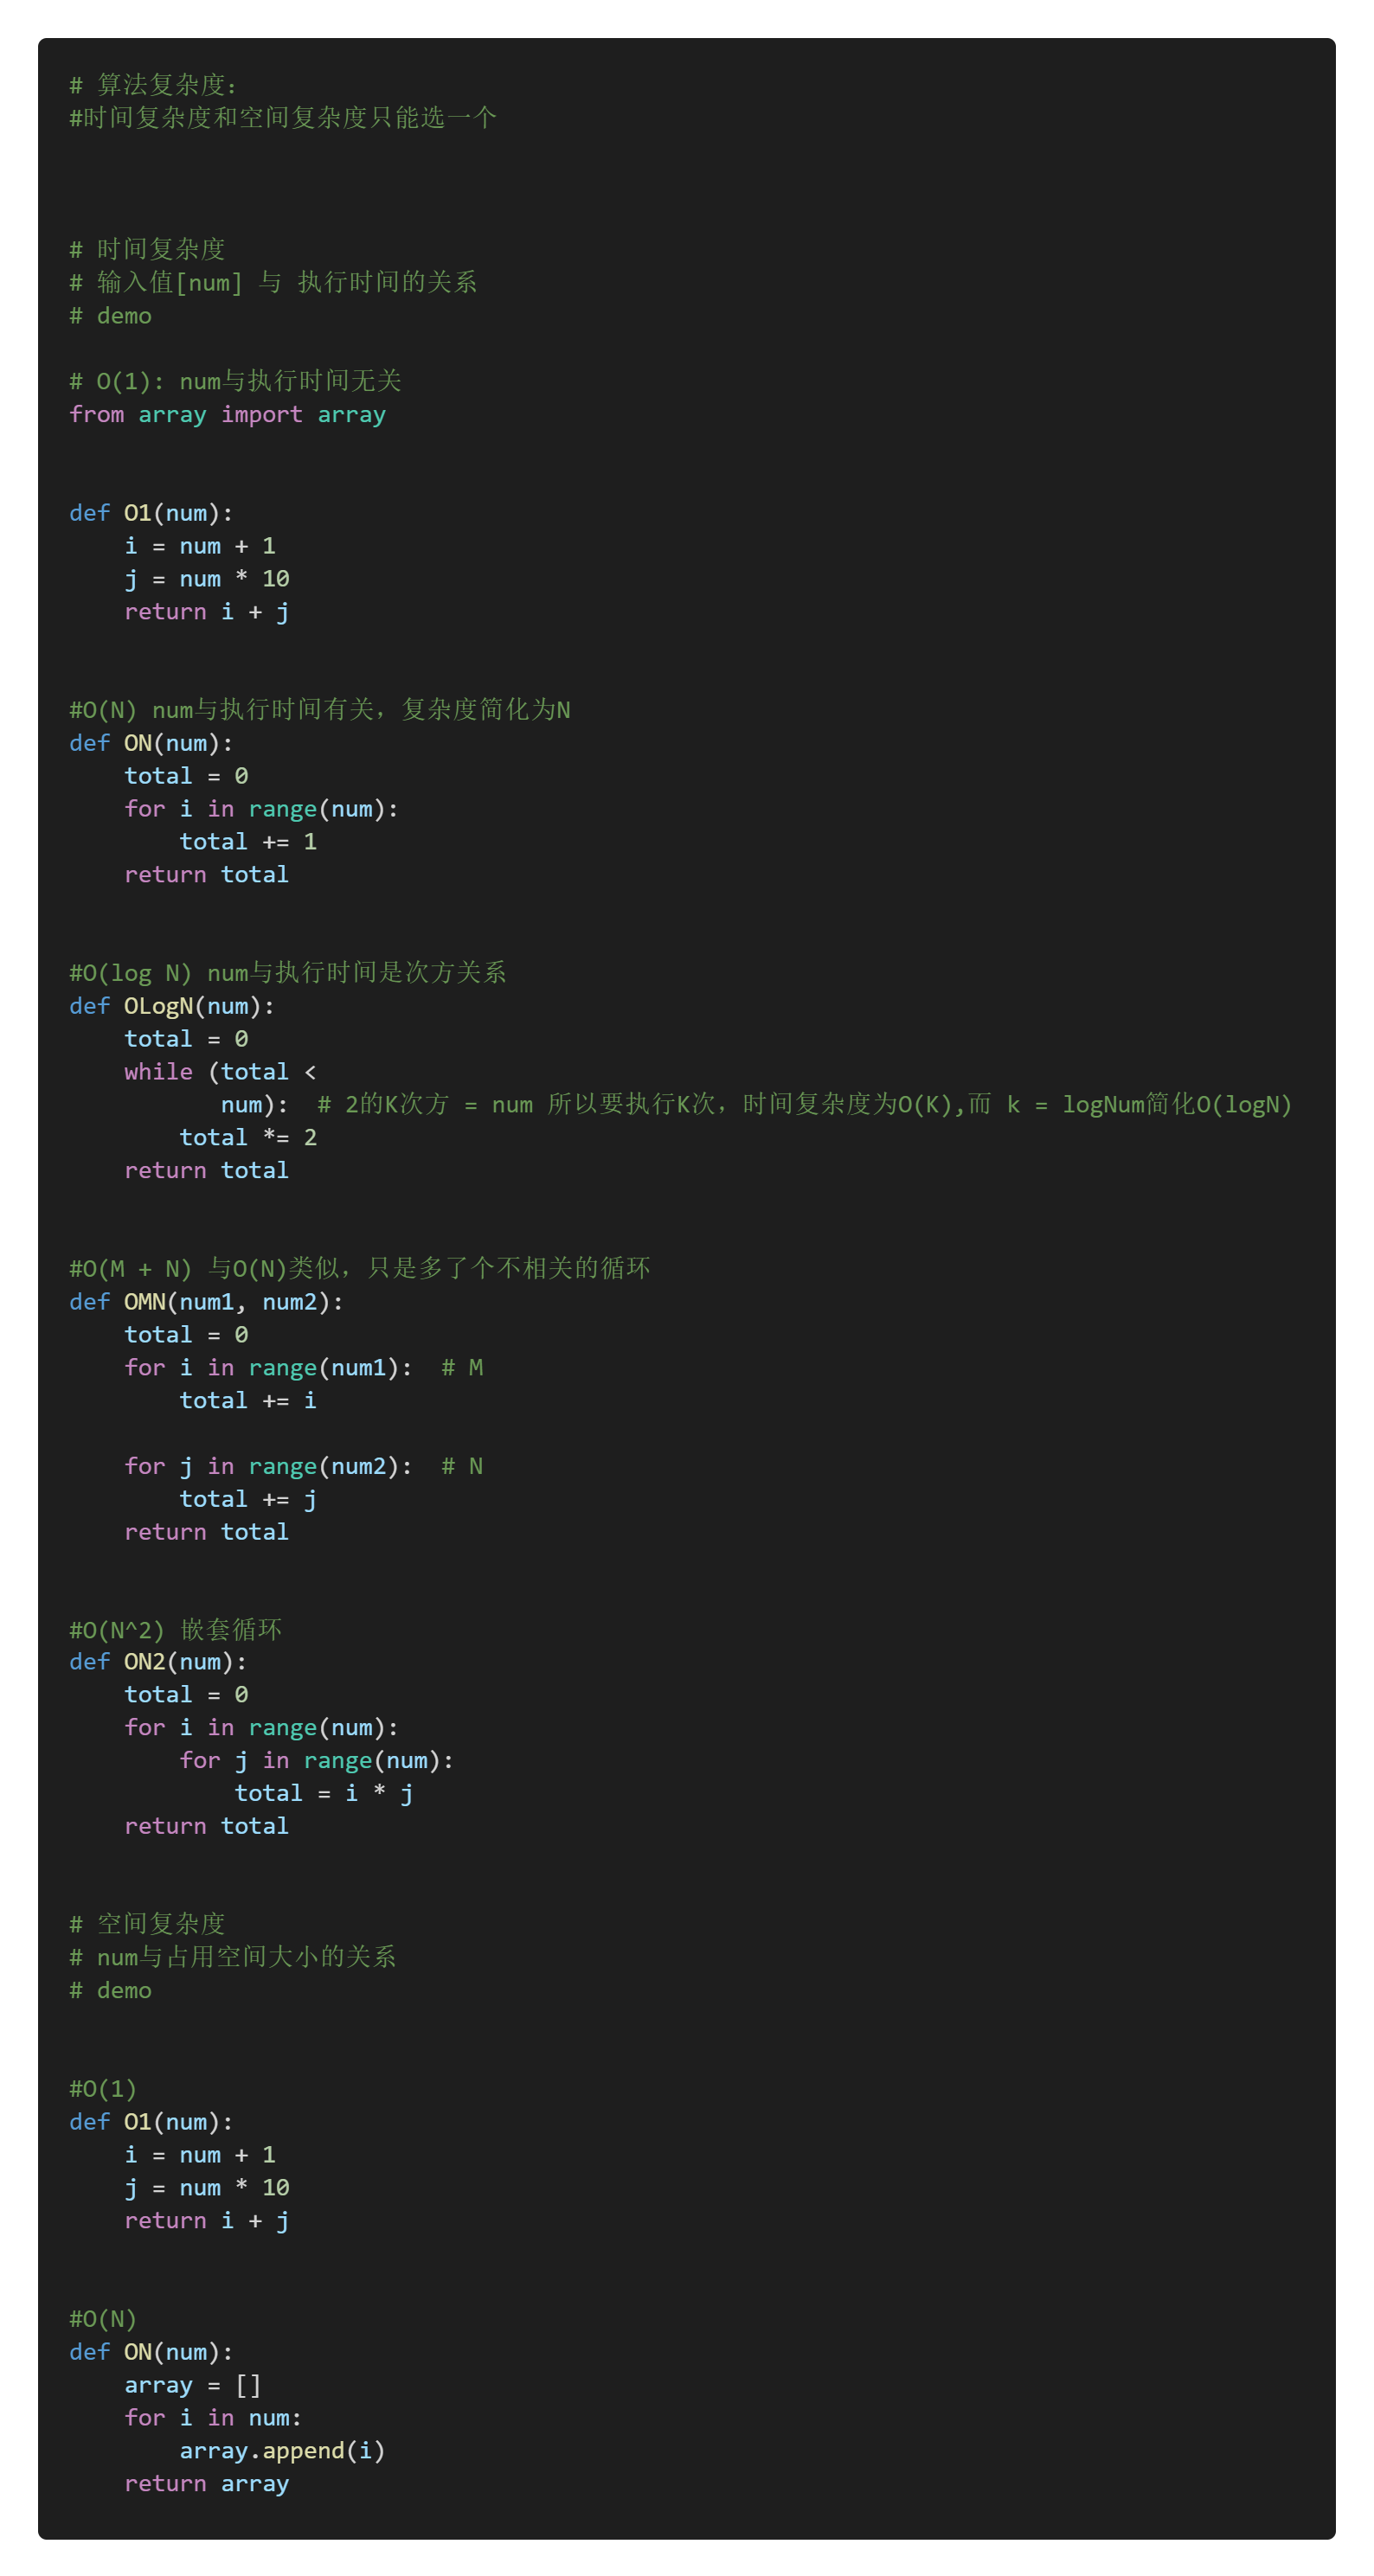 # 算法复杂度：
#时间复杂度和空间复杂度只能选一个
# 时间复杂度
# 输入值[num] 与 执行时间的关系
# demo
# O(1): num与执行时间无关
from array import array
def O1(num):
    i = num + 1
    j = num * 10
    return i + j
#O(N) num与执行时间有关，复杂度简化为N
def ON(num):
    total = 0
    for i in range(num):
        total += 1
    return total
#O(log N) num与执行时间是次方关系
def OLogN(num):
    total = 0
    while (total <
           num):  # 2的K次方 = num 所以要执行K次，时间复杂度为O(K),而 k = logNum简化O(logN)
        total *= 2
    return total
#O(M + N) 与O(N)类似，只是多了个不相关的循环
def OMN(num1, num2):
    total = 0
    for i in range(num1):  # M
        total += i
    for j in range(num2):  # N
        total += j
    return total
#O(N^2) 嵌套循环
def ON2(num):
    total = 0
    for i in range(num):
        for j in range(num):
            total = i * j
    return total
# 空间复杂度
# num与占用空间大小的关系
# demo
#O(1)
def O1(num):
    i = num + 1
    j = num * 10
    return i + j
#O(N)
def ON(num):
    array = []
    for i in num:
        array.append(i)
    return array